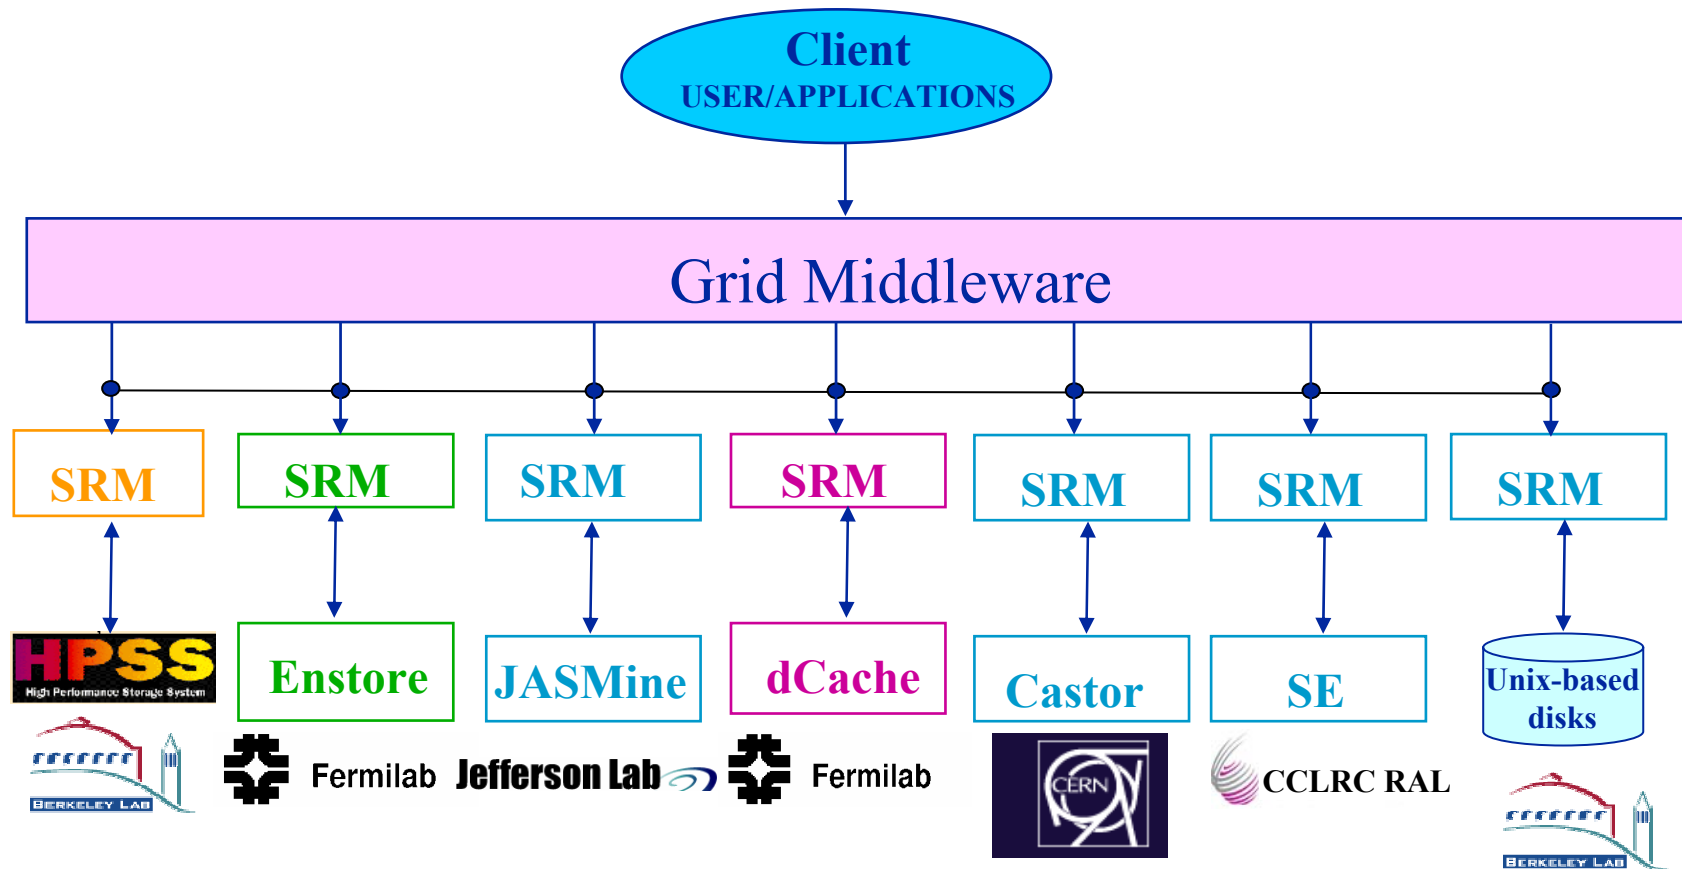 Client
USER/APPLICATIONS
Grid Middleware
SRM
SRM
SRM
SRM
SRM
SRM
SRM
HPSS
High Performance Storage System
Enstore
JASMine
dCache
Castor
SE
Unix-based
disks
BERKELEY LAB
Fermilab
Jefferson Lab
Fermilab
CERN
CCLRC RAL
BERKELEY LAB